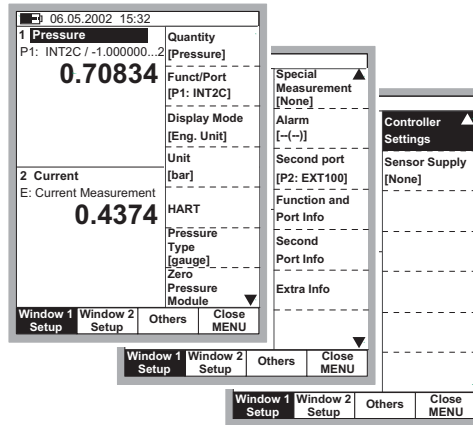 06.05.2002 15:32
1 Pressure
P1: INT2C / -1.000000...2
0.70834
2 Current
E: Current Measurement
0.4374
Quantity
[Pressure]
Funct/Port
[P1: INT2C]
Display Mode
[Eng. Unit]
Unit
[bar]
HART
Pressure
Type
[gauge]
Zero
Pressure
Module
Window 1 Setup
Window 2 Setup
Others
Close MENU
Special
Measurement
[None]
Alarm
[--(--)]
Second port
[P2: EXT100]
Function and
Port Info
Second
Port Info
Extra Info
Window 1 Setup
Window 2 Setup
Others
Close MENU
Controller
Settings
Sensor Supply
[None]
Window 1 Setup
Window 2 Setup
Others
Close MENU